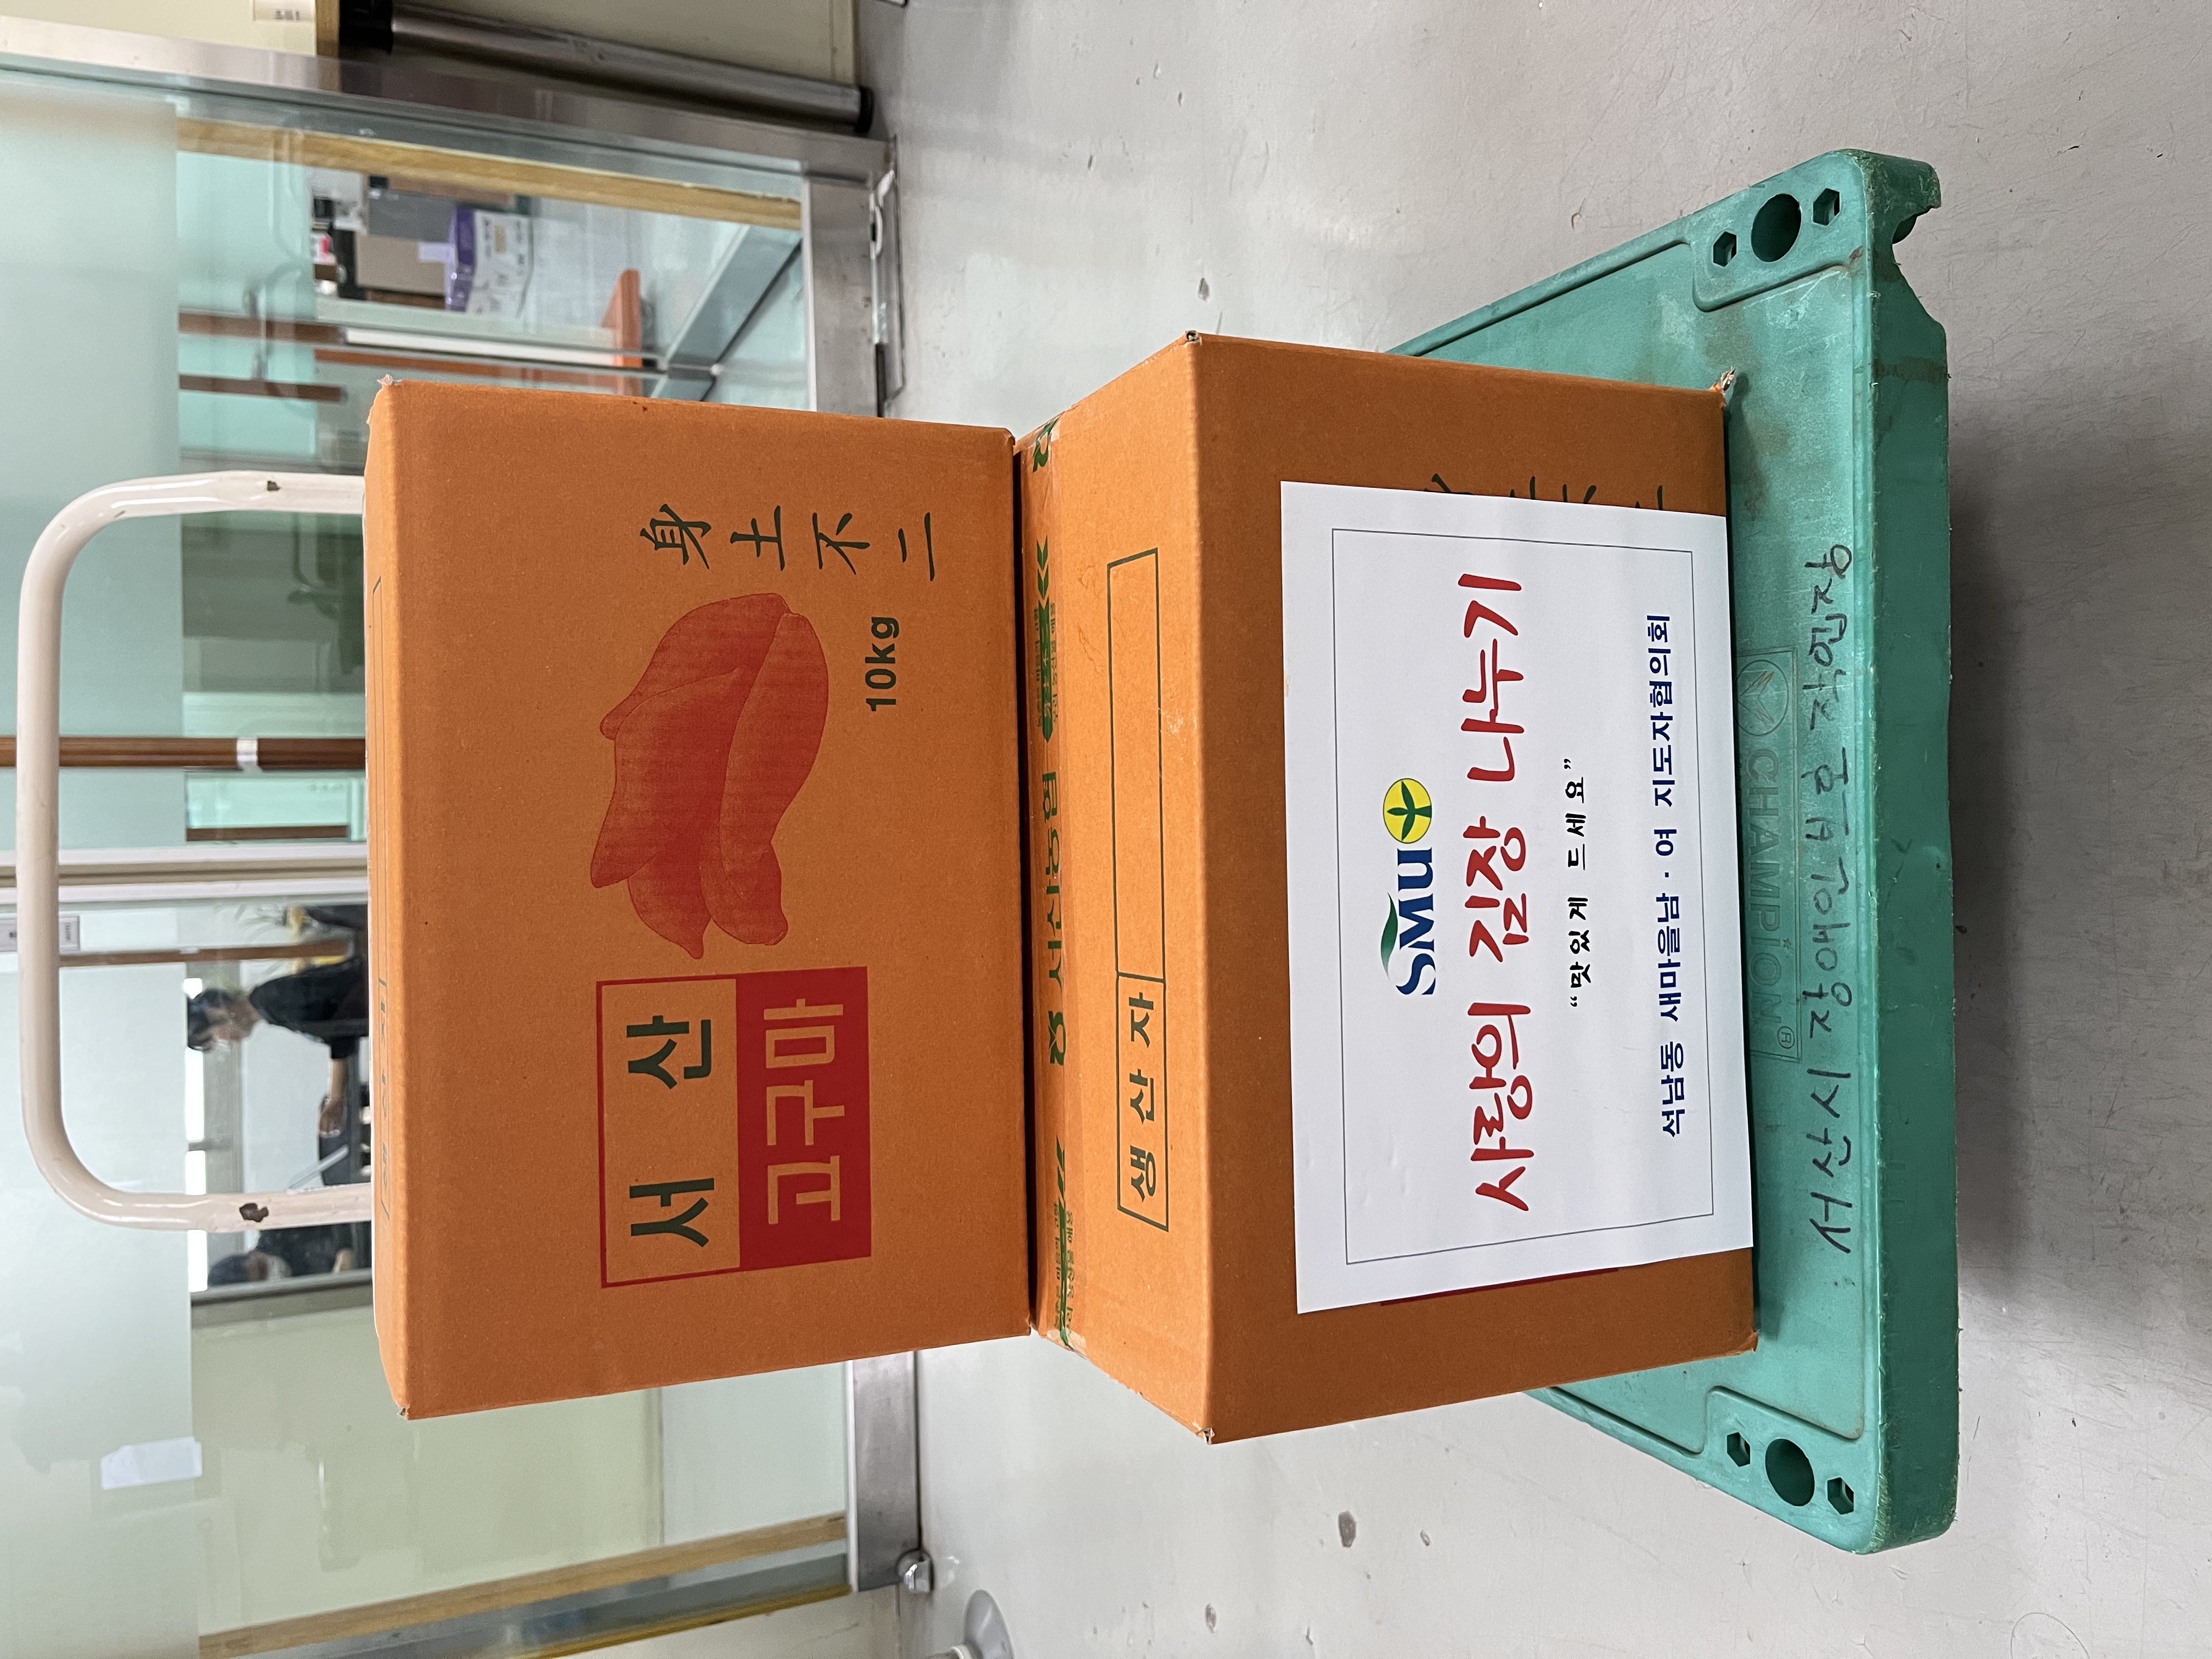 서산
고구마
10kg
身土不二
서산농협
생산자
SMU
사랑의 김장 나누기
“맛있게 드세요”
석남동 새마을남·여 지도자협의회
CHAMPION
서산시 장애인보호작업장